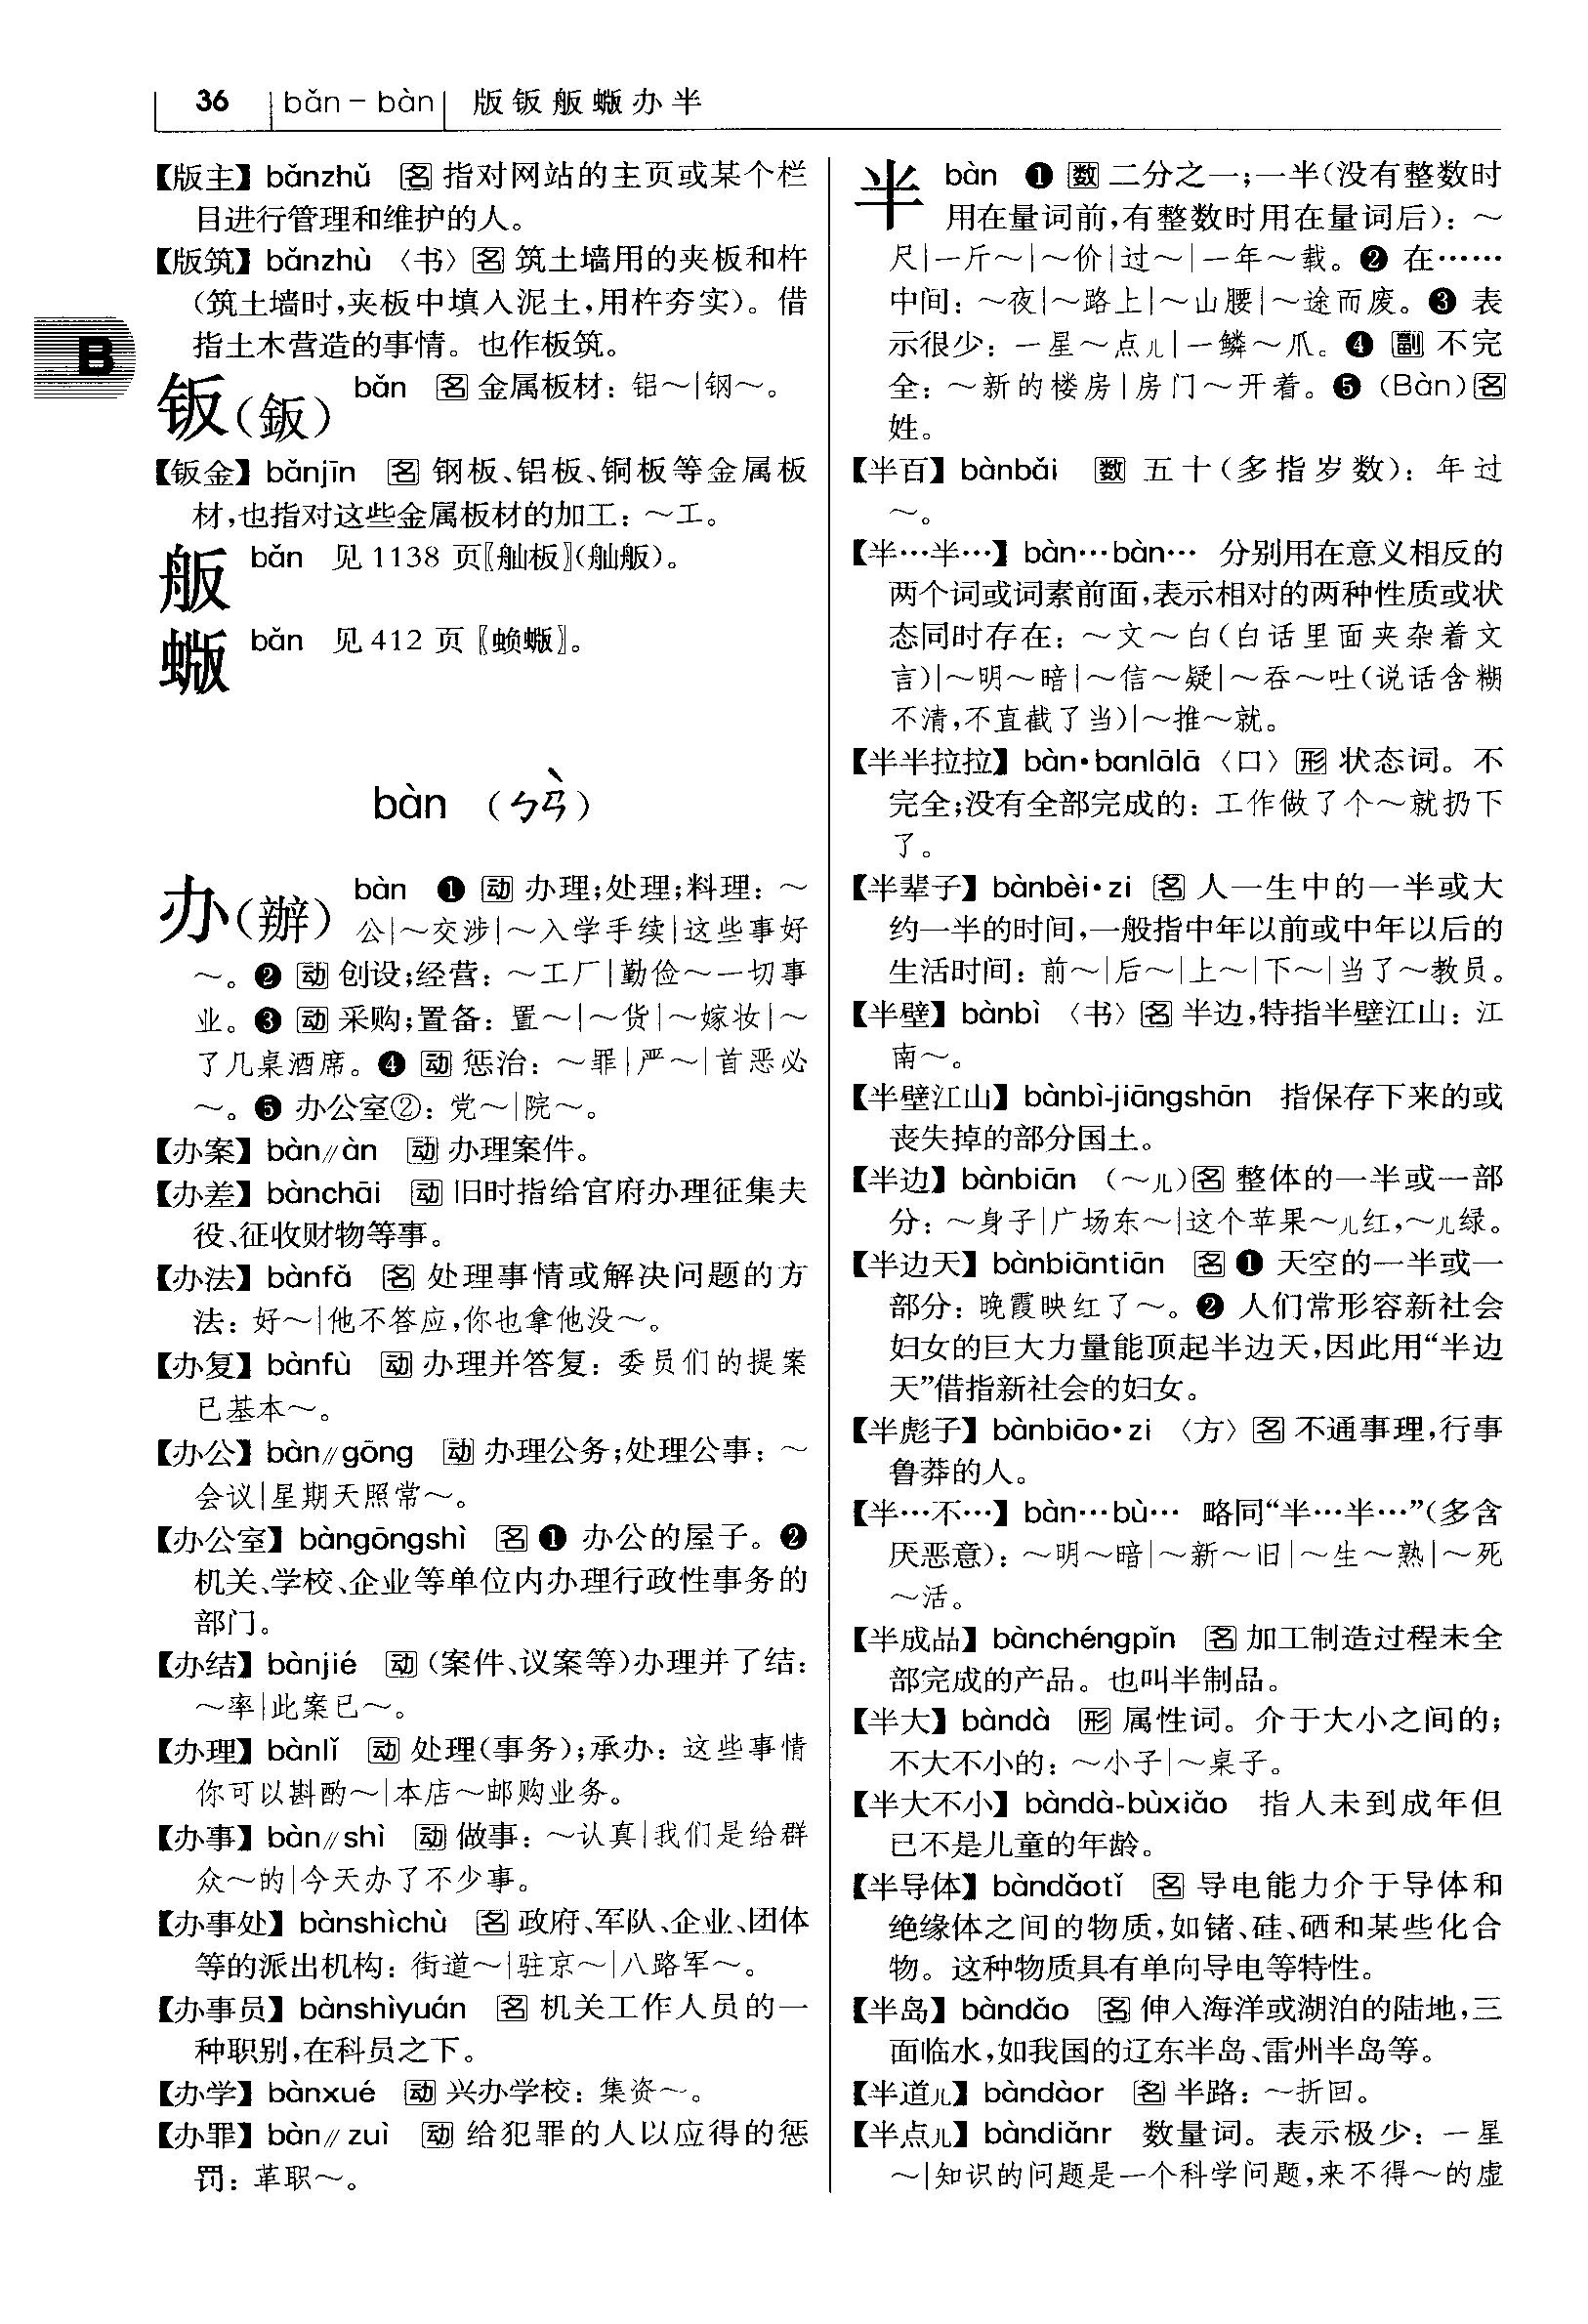 36 bǎn－bàn 版钣舨蝂办半
【版主】bǎnzhǔ 名 指对网站的主页或某个栏
目进行管理和维护的人。
【版筑】bǎnzhù 〈书〉名 筑土墙用的夹板和杵
（筑土墙时，夹板中填入泥土，用杵夯实）。借
指土木营造的事情。也作板筑。
B
钣（鈑） bǎn 名 金属板材：铝～|钢～。
【钣金】bǎnjīn 名 钢板、铝板、铜板等金属板
材，也指对这些金属板材的加工：～工。
舨 bǎn 见1138页〖舢板〗（舢舨）。
蝂 bǎn 见412页〖蝜蝂〗。
bàn （ㄅㄢˋ）
办（辦） bàn ❶ 动 办理；处理；料理：～
公|～交涉|～入学手续|这些事好
～。❷ 动 创设；经营：～工厂|勤俭～一切事
业。❸ 动 采购；置备：置～|～货|～嫁妆|～
了几桌酒席。❹ 动 惩治：～罪|严～|首恶必
～。❺ 办公室②：党～|院～。
【办案】bàn//àn 动 办理案件。
【办差】bànchāi 动 旧时指给官府办理征集夫
役、征收财物等事。
【办法】bànfǎ 名 处理事情或解决问题的方
法：好～|他不答应，你也拿他没～。
【办复】bànfù 动 办理并答复：委员们的提案
已基本～。
【办公】bàn//gōng 动 办理公务；处理公事：～
会议|星期天照常～。
【办公室】bàngōngshì 名 ❶ 办公的屋子。❷
机关、学校、企业等单位内办理行政性事务的
部门。
【办结】bànjié 动 （案件、议案等）办理并了结：
～率|此案已～。
【办理】bànlǐ 动 处理（事务）；承办：这些事情
你可以斟酌～|本店～邮购业务。
【办事】bàn//shì 动 做事：～认真|我们是给群
众～的|今天办了不少事。
【办事处】bànshìchù 名 政府、军队、企业、团体
等的派出机构：街道～|驻京～|八路军～。
【办事员】bànshìyuán 名 机关工作人员的一
种职别，在科员之下。
【办学】bànxué 动 兴办学校：集资～。
【办罪】bàn//zuì 动 给犯罪的人以应得的惩
罚：革职～。
半 bàn ❶ 数 二分之一；一半（没有整数时
用在量词前，有整数时用在量词后）：～
尺|一斤～|～价|过～|一年～载。❷ 在……
中间：～夜|～路上|～山腰|～途而废。❸ 表
示很少：一星～点儿|一鳞～爪。❹ 副 不完
全：～新的楼房|房门～开着。❺（Bàn）名
姓。
【半百】bànbǎi 数 五十（多指岁数）：年过
～。
【半…半…】bàn…bàn… 分别用在意义相反的
两个词或词素前面，表示相对的两种性质或状
态同时存在：～文～白（白话里面夹杂着文
言）|～明～暗|～信～疑|～吞～吐（说话含糊
不清，不直截了当）|～推～就。
【半半拉拉】bàn·banlālā〈口〉形 状态词。不
完全；没有全部完成的：工作做了个～就扔下
了。
【半辈子】bànbèi·zi 名 人一生中的一半或大
约一半的时间，一般指中年以前或中年以后的
生活时间：前～|后～|上～|下～|当了～教员。
【半壁】bànbì 〈书〉名 半边，特指半壁江山：江
南～。
【半壁江山】bànbì-jiāngshān 指保存下来的或
丧失掉的部分国土。
【半边】bànbiān （～儿）名 整体的一半或一部
分：～身子|广场东～|这个苹果～儿红，～儿绿。
【半边天】bànbiāntiān 名 ❶ 天空的一半或一
部分：晚霞映红了～。❷ 人们常形容新社会
妇女的巨大力量能顶起半边天，因此用“半边
天”借指新社会的妇女。
【半彪子】bànbiāo·zi 〈方〉名 不通事理，行事
鲁莽的人。
【半…不…】bàn…bù… 略同“半…半…”（多含
厌恶意）：～明～暗|～新～旧|～生～熟|～死
～活。
【半成品】bànchéngpǐn 名 加工制造过程未全
部完成的产品。也叫半制品。
【半大】bàndà 形 属性词。介于大小之间的；
不大不小的：～小子|～桌子。
【半大不小】bàndà-bùxiǎo 指人未到成年但
已不是儿童的年龄。
【半导体】bàndǎotǐ 名 导电能力介于导体和
绝缘体之间的物质，如锗、硅、硒和某些化合
物。这种物质具有单向导电等特性。
【半岛】bàndǎo 名 伸入海洋或湖泊的陆地，三
面临水，如我国的辽东半岛、雷州半岛等。
【半道儿】bàndàor 名 半路：～折回。
【半点儿】bàndiǎnr 数量词。表示极少：一星
～|知识的问题是一个科学问题，来不得～的虚